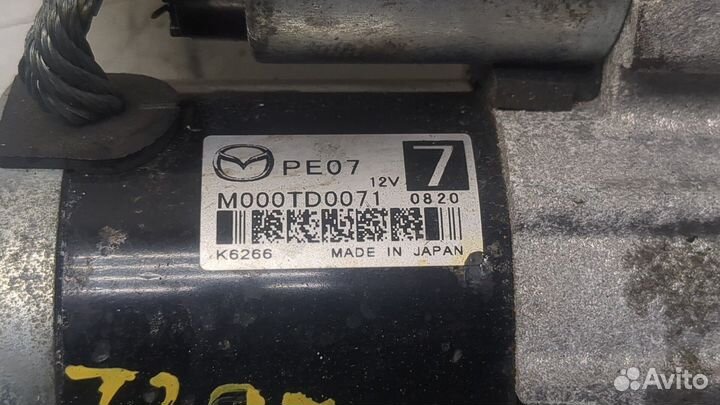 PE07
12V
7
M000TD0071
0820
K6266 MADE IN JAPAN
Avito